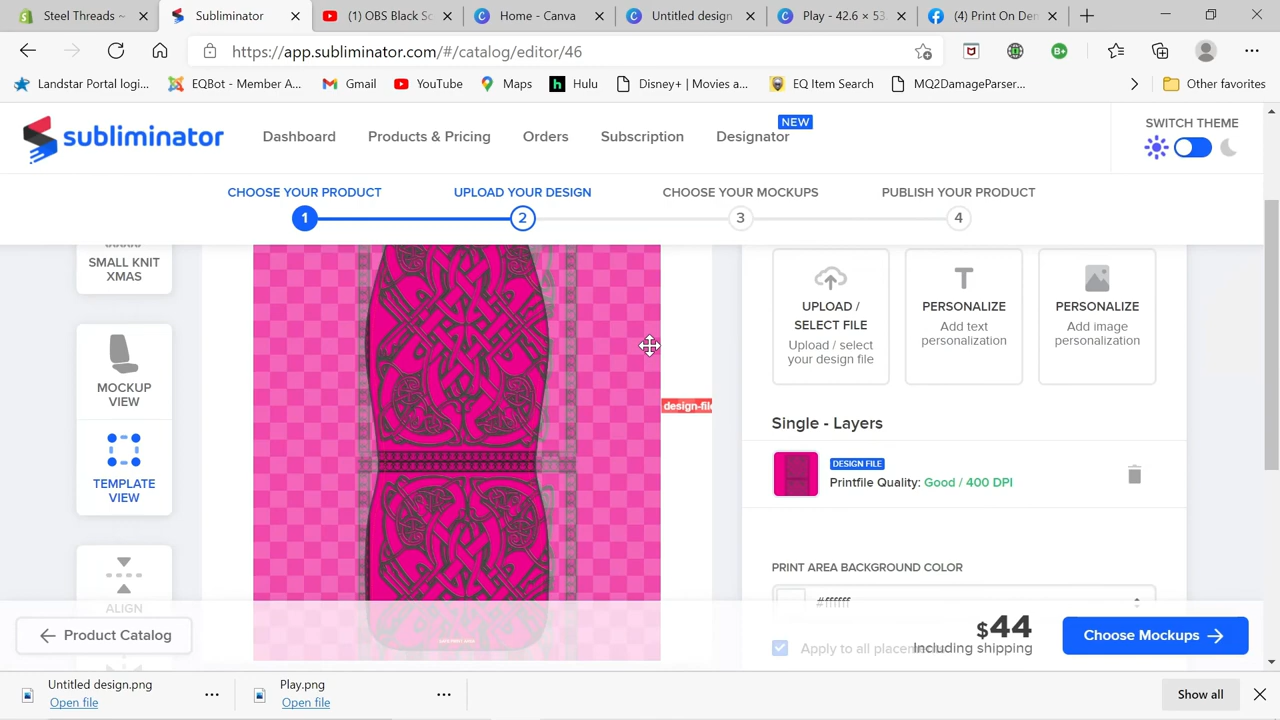 Steel Threads - St
Subliminator
(1) OBS Black Sc
Home - Canva
Untitled design
Play - 42.6 × 53.
(4) Print On Den
https://app.subliminator.com/#/catalog/editor/46
Landstar Portal logi...
EQBot - Member A...
Gmail
YouTube
Maps
Hulu
Disney+ | Movies a...
EQ Item Search
MQ2DamageParser...
Other favorites
subliminator
Dashboard
Products & Pricing
Orders
Subscription
Designator
NEW
SWITCH THEME
CHOOSE YOUR PRODUCT
UPLOAD YOUR DESIGN
CHOOSE YOUR MOCKUPS
PUBLISH YOUR PRODUCT
1
2
3
4
SMALL KNIT
XMAS
MOCKUP
VIEW
TEMPLATE
VIEW
ALIGN
design-file
UPLOAD /
SELECT FILE
Upload / select
your design file
PERSONALIZE
Add text
personalization
PERSONALIZE
Add image
personalization
Single - Layers
DESIGN FILE
Printfile Quality: Good / 400 DPI
PRINT AREA BACKGROUND COLOR
#ffffff
Apply to all placements
$44
Including shipping
Product Catalog
Choose Mockups
Untitled design.png
Open file
Play.png
Open file
Show all